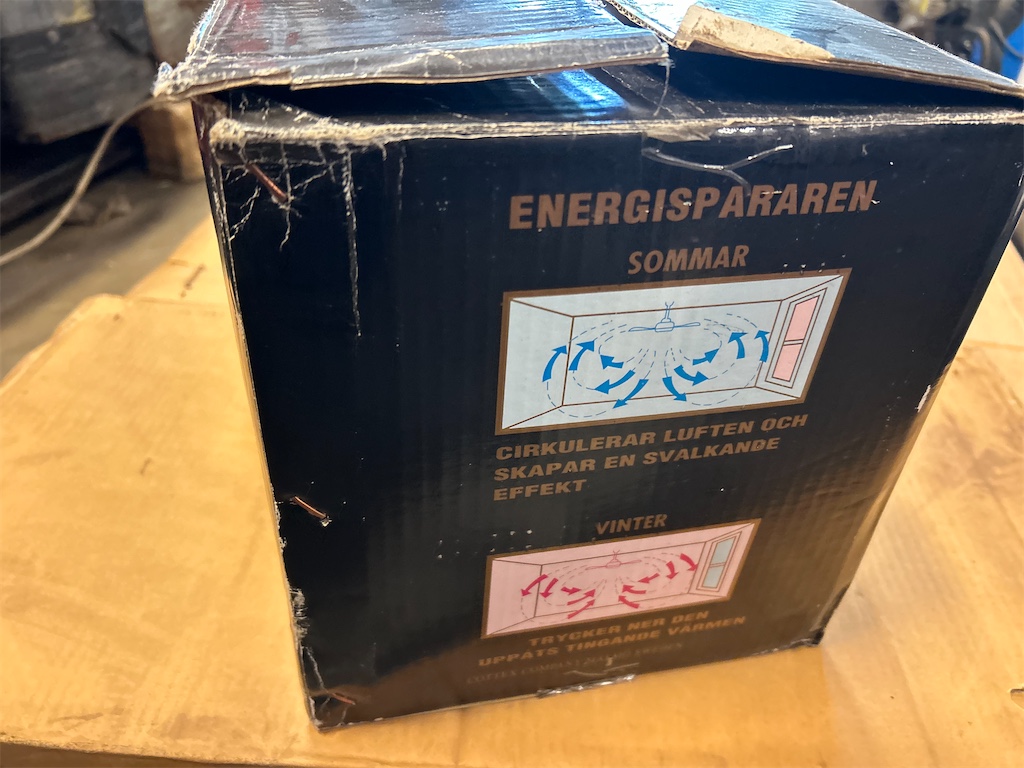 ENERGISPARAREN
SOMMAR
CIRKULERAR LUFTEN OCH
SKAPAR EN SVALKANDE
EFFEKT
VINTER
TRYCKER NER DEN
UPPÅTS TINGANDE VÄRMEN